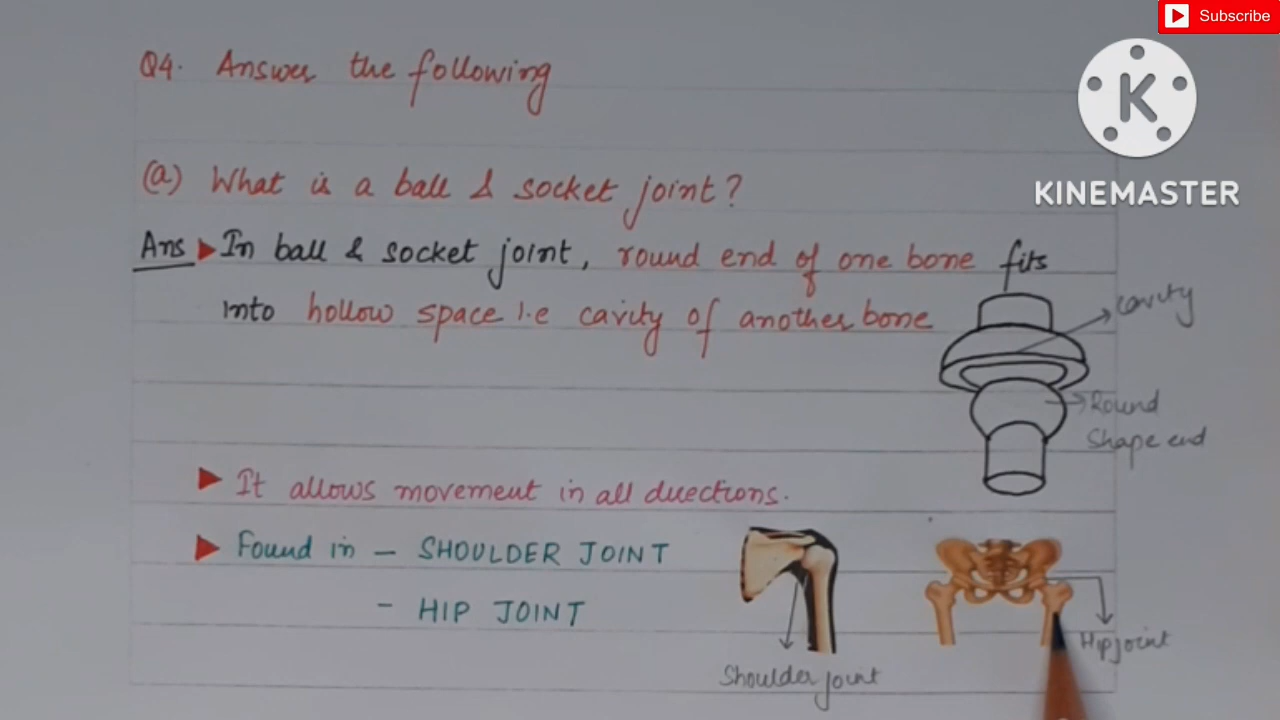 Subscribe
Q4. Answer the following
K
KINEMASTER
(a) What is a ball & socket joint?
Ans ▶ In ball & socket joint, round end of one bone fits
into hollow space i.e cavity of another bone
cavity
Round
Shape end
▶ It allows movement in all directions.
▶ Found in - SHOULDER JOINT
- HIP JOINT
Hip joint
Shoulder joint